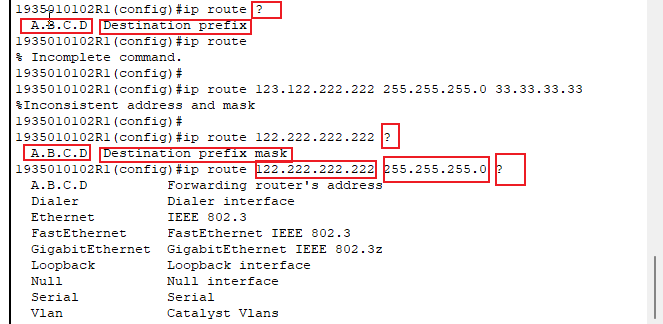 1935010102R1(config)#ip route ?
A.B.C.D Destination prefix
1935010102R1(config)#ip route
% Incomplete command.
1935010102R1(config)#
1935010102R1(config)#ip route 123.122.222.222 255.255.255.0 33.33.33.33
%Inconsistent address and mask
1935010102R1(config)#
1935010102R1(config)#ip route 122.222.222.222 ?
A.B.C.D Destination prefix mask
1935010102R1(config)#ip route 122.222.222.222 255.255.255.0 ?
A.B.C.D Forwarding router's address
Dialer Dialer interface
Ethernet IEEE 802.3
FastEthernet FastEthernet IEEE 802.3
GigabitEthernet GigabitEthernet IEEE 802.3z
Loopback Loopback interface
Null Null interface
Serial Serial
Vlan Catalyst Vlans